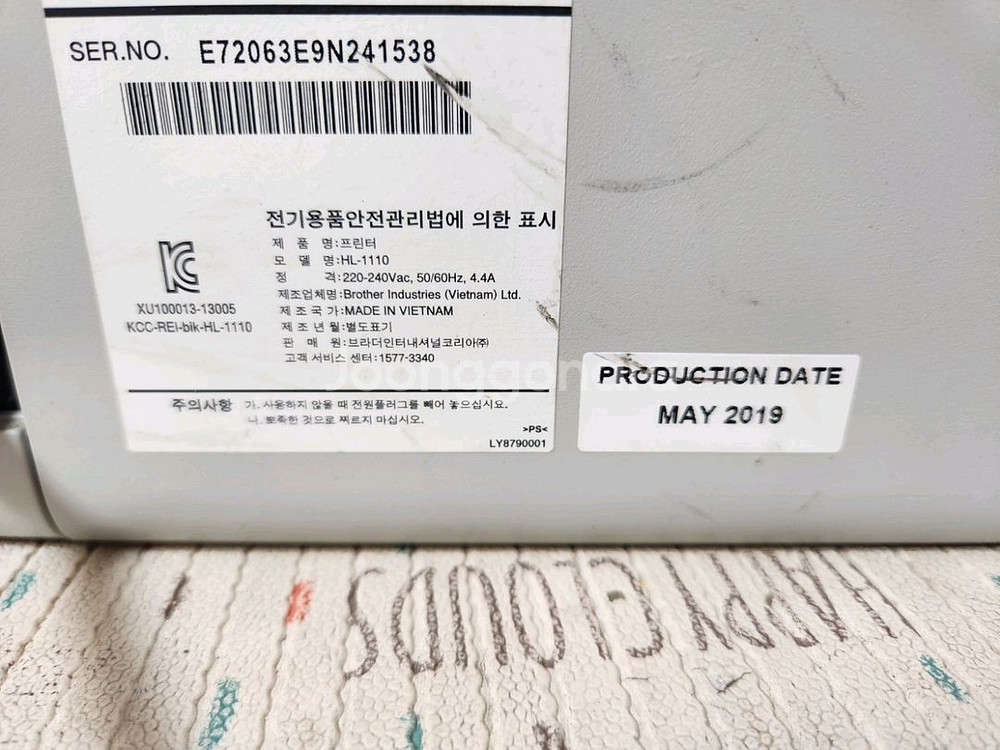 SER.NO. E72063E9N241538
전기용품안전관리법에 의한 표시
제 품 명:프린터
모 델 명:HL-1110
정 격:220-240Vac, 50/60Hz, 4.4A
제조업체명:Brother Industries (Vietnam) Ltd.
제 조 국 가:MADE IN VIETNAM
제 조 년 월:별도표기
판 매 원:브라더인터내셔널코리아㈜
고객 서비스 센터:1577-3340
XU100013-13005
KCC-REI-bik-HL-1110
주의사항 가. 사용하지 않을 때 전원플러그를 빼어 놓으십시요.
나. 뾰족한 것으로 찌르지 마십시요.
>PS<
LY8790001
PRODUCTION DATE
MAY 2019
Joonggon
HAPPY CLOUDS